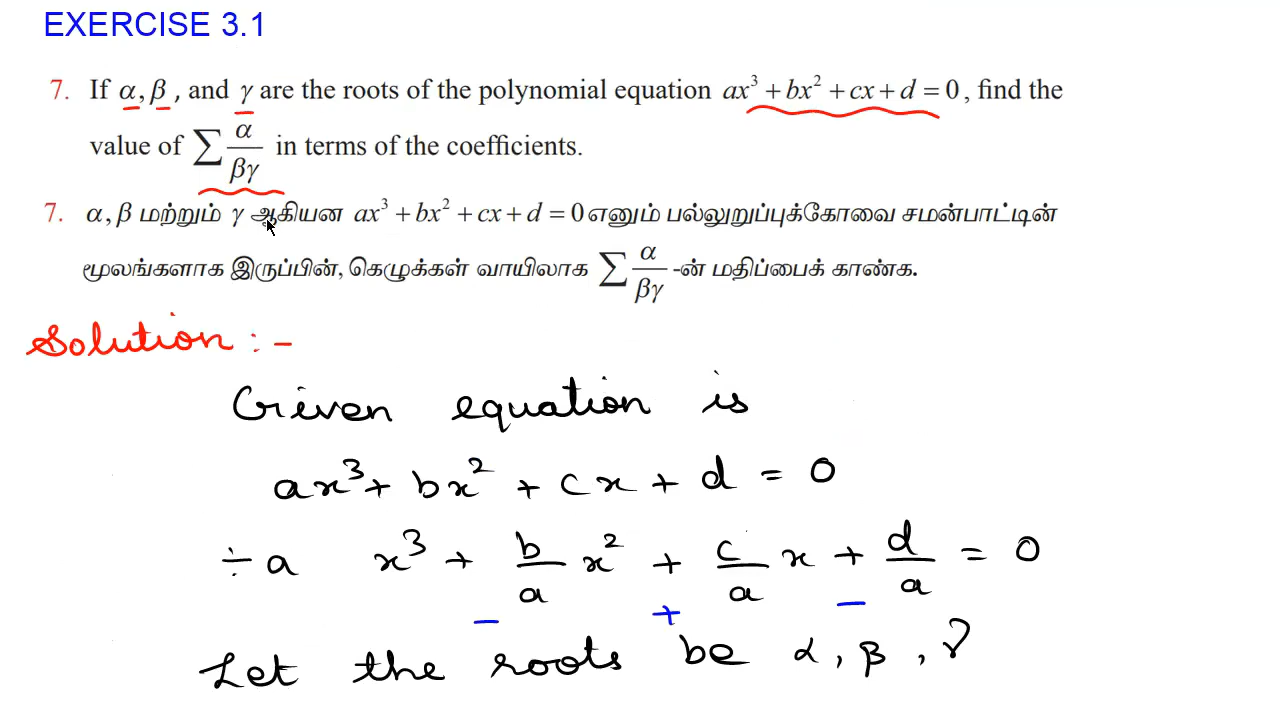 EXERCISE 3.1
7. If α, β, and γ are the roots of the polynomial equation ax³ + bx² + cx + d = 0, find the
value of ∑ α/βγ in terms of the coefficients.
7. α, β மற்றும் γ ஆகியன ax³ + bx² + cx + d = 0 எனும் பல்லுறுப்புக்கோவை சமன்பாட்டின்
மூலங்களாக இருப்பின், கெழுக்கள் வாயிலாக ∑ α/βγ -ன் மதிப்பைக் காண்க.
Solution :-
Given equation is
ax³ + bx² + cx + d = 0
÷ a x³ + b/a x² + c/a x + d/a = 0
− + −
Let the roots be α, β, γ